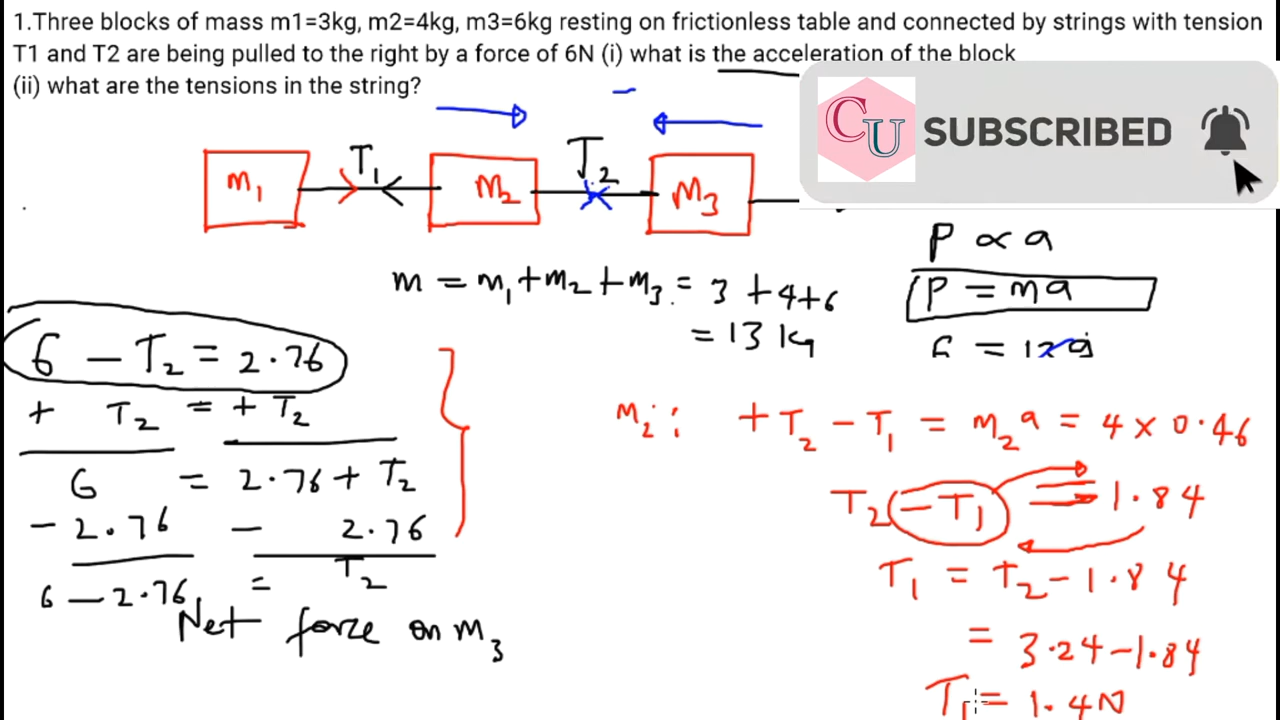 1.Three blocks of mass m1=3kg, m2=4kg, m3=6kg resting on frictionless table and connected by strings with tension
T1 and T2 are being pulled to the right by a force of 6N (i) what is the acceleration of the block
(ii) what are the tensions in the string?
CU SUBSCRIBED
m₁ T₁ m₂ T₂ m₃
P ∝ a
m = m₁+m₂+m₃ = 3+4+6
= 13 kg
P = ma
6 − T₂ = 2.76
+ T₂ = + T₂
6 = 2.76 + T₂
− 2.76 − 2.76
6 − 2.76 = T₂
Net force on m₃
m₂: +T₂ − T₁ = m₂a = 4 × 0.46
T₂ − T₁ = 1.84
T₁ = T₂ − 1.84
= 3.24 − 1.84
T₁ = 1.4N